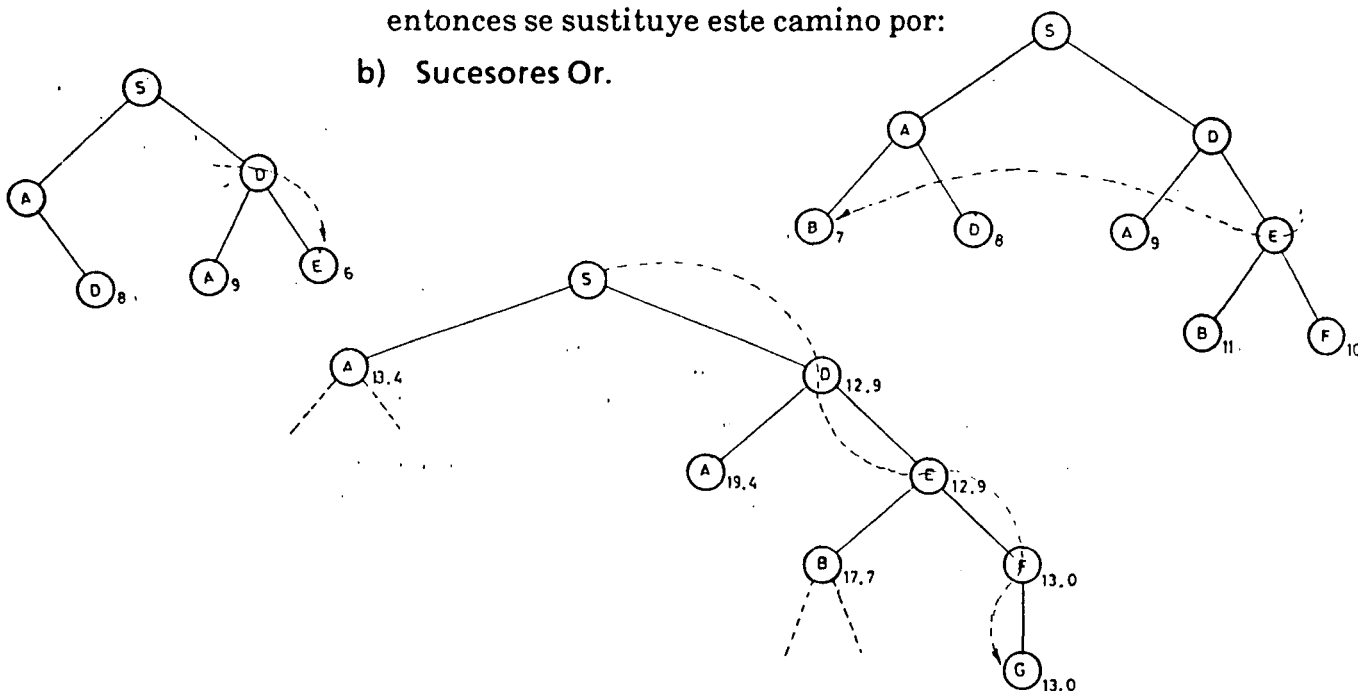 entonces se sustituye este camino por:
b) Sucesores Or.
S
A
D
D 8
A 9
E 6
S
A
D
B 7
D 8
A 9
E
B 11
F 10
S
A 13.4
D 12.9
A 19.4
E 12.9
B 17.7
F 13.0
G 13.0